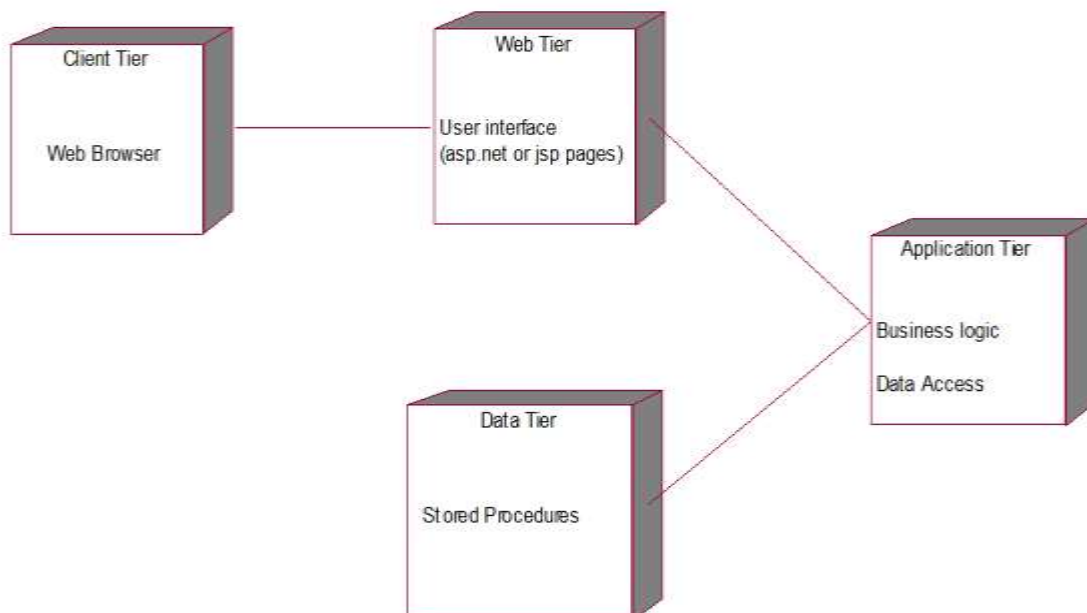 Client Tier
Web Browser
Web Tier
User interface
(asp.net or jsp pages)
Application Tier
Business logic
Data Access
Data Tier
Stored Procedures